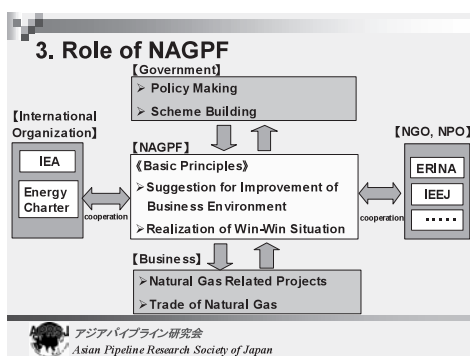 3. Role of NAGPF
【Government】
➢ Policy Making
➢ Scheme Building
【International
Organization】
IEA
Energy
Charter
cooperation
【NAGPF】
《Basic Principles》
➢ Suggestion for Improvement of
Business Environment
➢ Realization of Win-Win Situation
cooperation
【NGO, NPO】
ERINA
IEEJ
・・・・・
【Business】
➢ Natural Gas Related Projects
➢ Trade of Natural Gas
アジアパイプライン研究会
Asian Pipeline Research Society of Japan